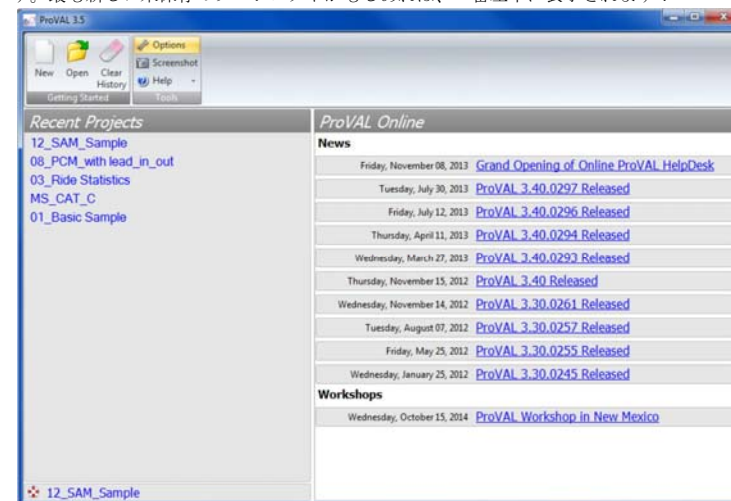 ProVAL 3.5
New
Open
Clear
History
Options
Screenshot
Help
Getting Started
Tools
Recent Projects
12_SAM_Sample
08_PCM_with lead_in_out
03_Ride Statistics
MS_CAT_C
01_Basic Sample
12_SAM_Sample
ProVAL Online
News
Friday, November 08, 2013 Grand Opening of Online ProVAL HelpDesk
Tuesday, July 30, 2013 ProVAL 3.40.0297 Released
Friday, July 12, 2013 ProVAL 3.40.0296 Released
Thursday, April 11, 2013 ProVAL 3.40.0294 Released
Wednesday, March 27, 2013 ProVAL 3.40.0293 Released
Thursday, November 15, 2012 ProVAL 3.40 Released
Wednesday, November 14, 2012 ProVAL 3.30.0261 Released
Tuesday, August 07, 2012 ProVAL 3.30.0257 Released
Friday, May 25, 2012 ProVAL 3.30.0255 Released
Wednesday, January 25, 2012 ProVAL 3.30.0245 Released
Workshops
Wednesday, October 15, 2014 ProVAL Workshop in New Mexico